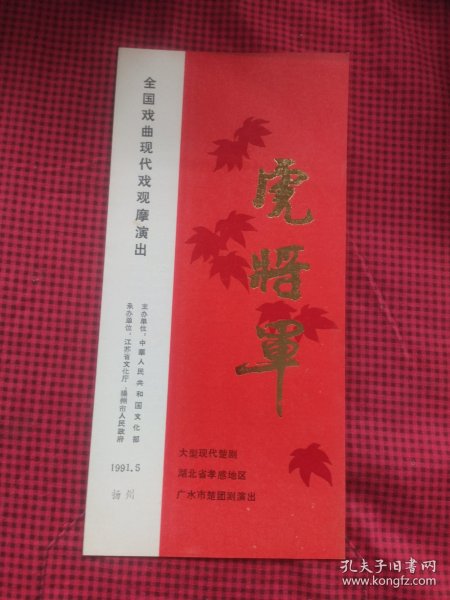 全国戏曲现代戏观摩演出
主办单位：中華人民共和国文化部
承办单位：江苏省文化厅·扬州市人民政府
1991.5
扬州
虎将軍
大型现代楚剧
湖北省孝感地区
广水市楚剧团演出
孔夫子旧书网
www.kongfz.com